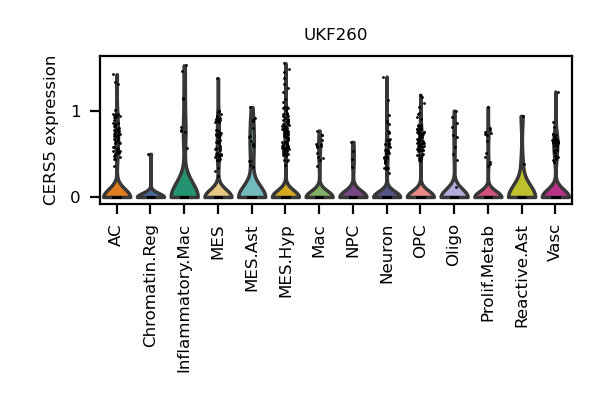 UKF260
CERS5 expression
1
0
AC
Chromatin.Reg
Inflammatory.Mac
MES
MES.Ast
MES.Hyp
Mac
NPC
Neuron
OPC
Oligo
Prolif.Metab
Reactive.Ast
Vasc